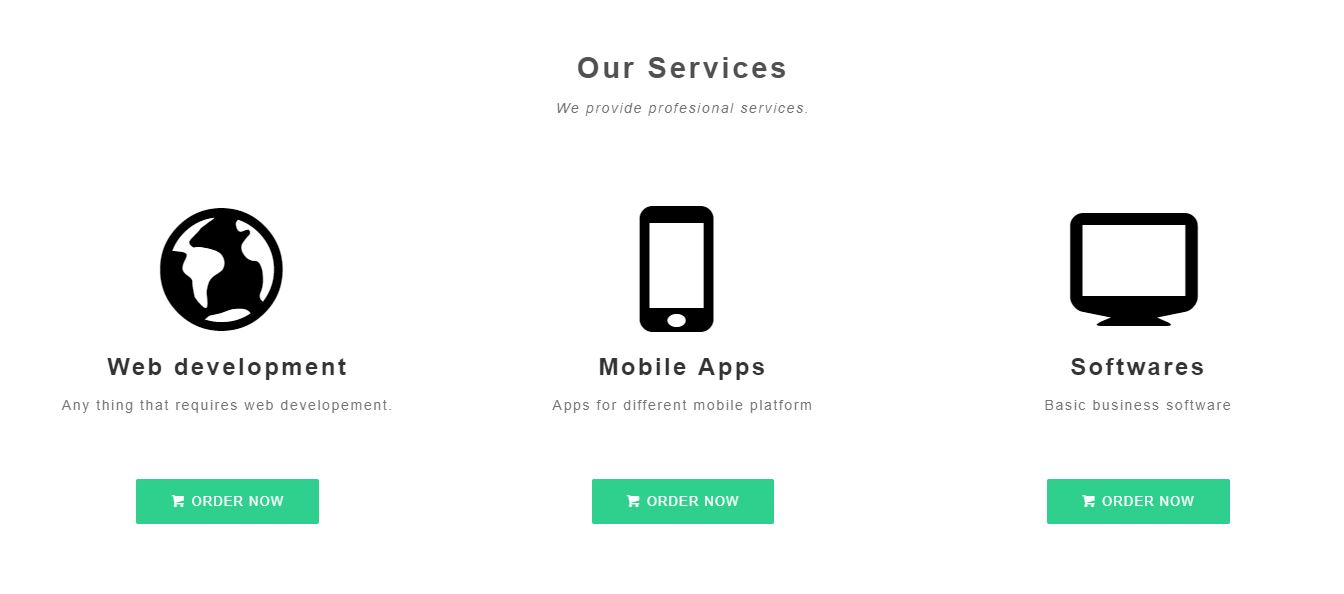 Our Services
We provide profesional services.
Web development
Mobile Apps
Softwares
Any thing that requires web developement.
Apps for different mobile platform
Basic business software
ORDER NOW
ORDER NOW
ORDER NOW